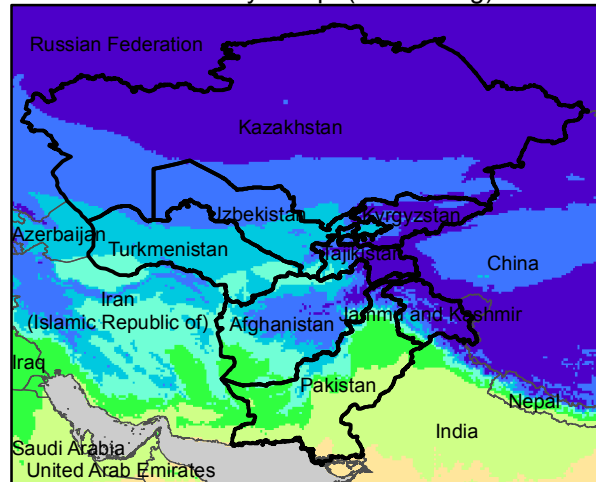 Russian Federation
Kazakhstan
Izbekistan
Kyrgyzstan
Azerbaijan
Turkmenistan
Tajikistan
China
Iran
(Islamic Republic of)
Afghanistan
Jammu and Kashmir
Iraq
Pakistan
Nepal
India
Saudi Arabia
United Arab Emirates